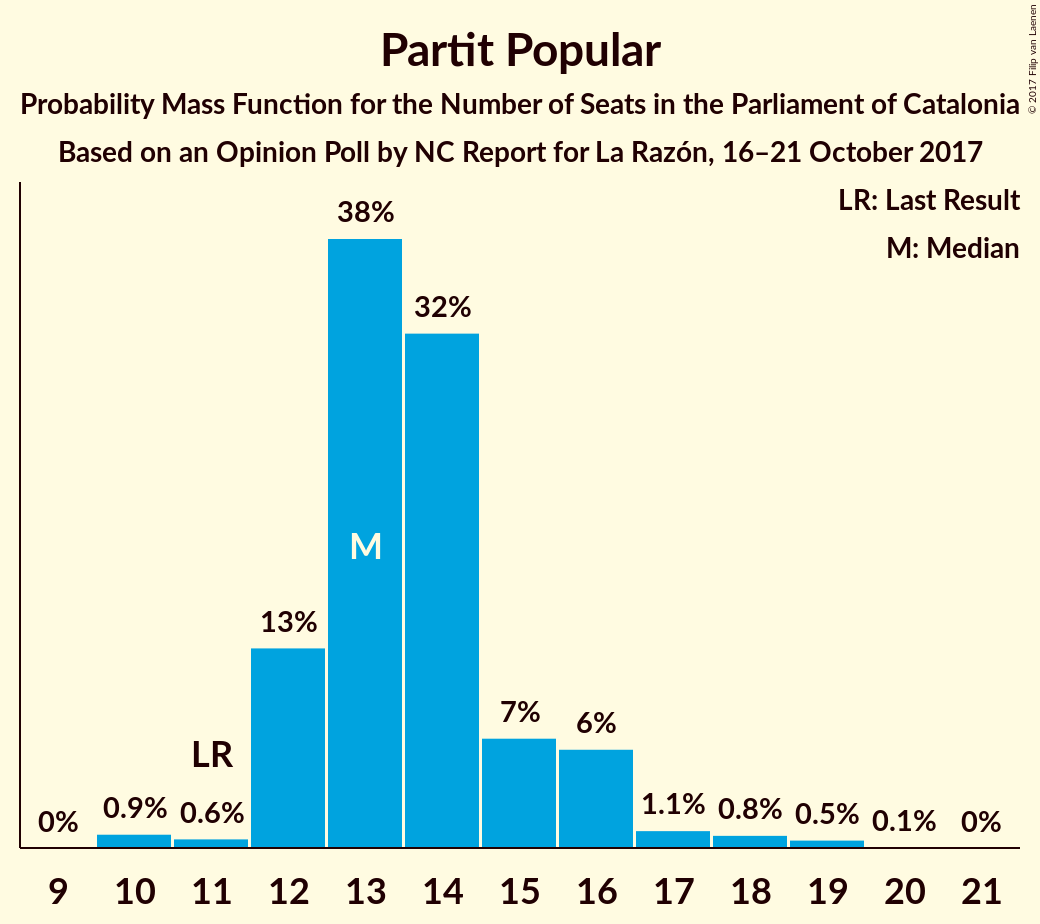 Partit Popular
Probability Mass Function for the Number of Seats in the Parliament of Catalonia
Based on an Opinion Poll by NC Report for La Razón, 16–21 October 2017
© 2017 Filip van Laenen
LR: Last Result
M: Median
38%
32%
M
13%
7%
6%
LR
0%
0.9%
0.6%
1.1%
0.8%
0.5%
0.1%
0%
9 10 11 12 13 14 15 16 17 18 19 20 21